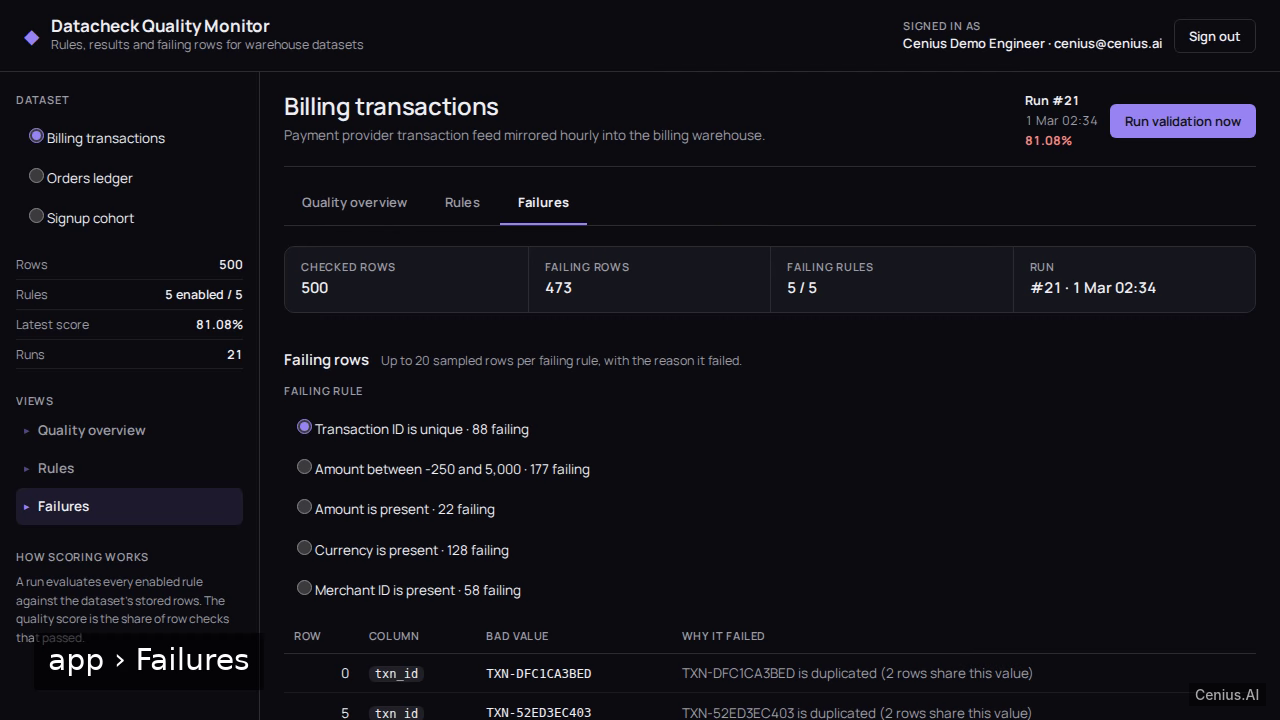 Datacheck Quality Monitor
Rules, results and failing rows for warehouse datasets
SIGNED IN AS
Cenius Demo Engineer · cenius@cenius.ai
Sign out
DATASET
Billing transactions
Orders ledger
Signup cohort
Rows 500
Rules 5 enabled / 5
Latest score 81.08%
Runs 21
VIEWS
Quality overview
Rules
Failures
HOW SCORING WORKS
A run evaluates every enabled rule
against the dataset's stored rows. The
quality score is the share of row checks
that passed.
app › Failures
Billing transactions
Payment provider transaction feed mirrored hourly into the billing warehouse.
Run #21
1 Mar 02:34
81.08%
Run validation now
Quality overview Rules Failures
CHECKED ROWS
500
FAILING ROWS
473
FAILING RULES
5 / 5
RUN
#21 · 1 Mar 02:34
Failing rows Up to 20 sampled rows per failing rule, with the reason it failed.
FAILING RULE
Transaction ID is unique · 88 failing
Amount between -250 and 5,000 · 177 failing
Amount is present · 22 failing
Currency is present · 128 failing
Merchant ID is present · 58 failing
ROW COLUMN BAD VALUE WHY IT FAILED
0 txn_id TXN-DFC1CA3BED TXN-DFC1CA3BED is duplicated (2 rows share this value)
5 txn_id TXN-52ED3EC403 TXN-52ED3EC403 is duplicated (2 rows share this value)
Cenius.AI